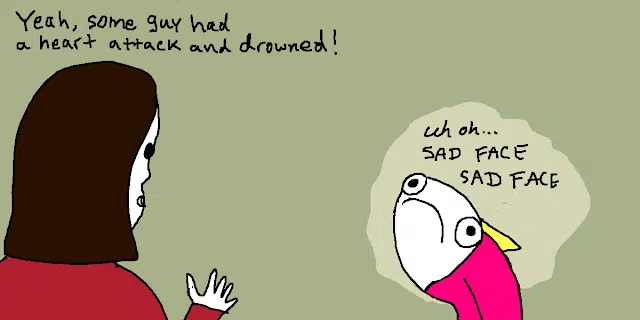 Yeah, some guy had
a heart attack and drowned!
uh oh...
SAD FACE
SAD FACE